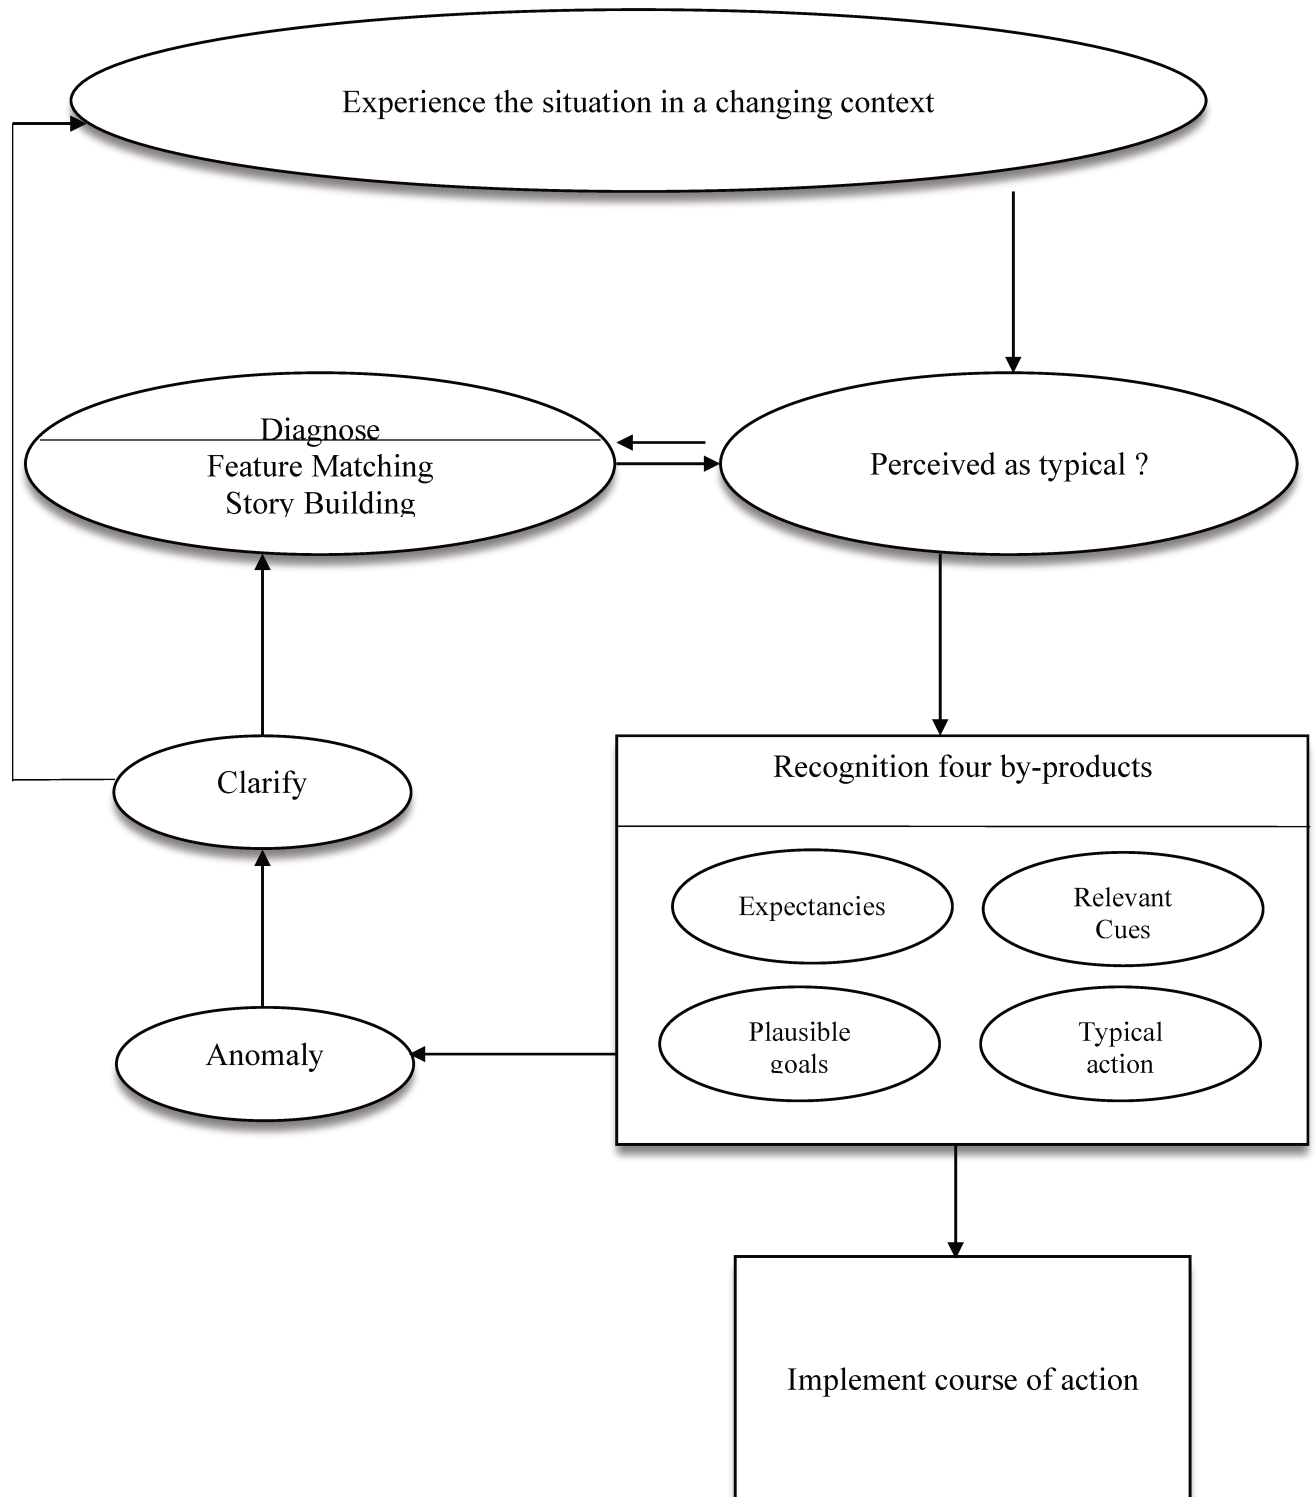 Experience the situation in a changing context
Diagnose
Feature Matching
Story Building
Perceived as typical ?
Clarify
Recognition four by-products
Expectancies
Relevant
Cues
Plausible
goals
Typical
action
Anomaly
Implement course of action